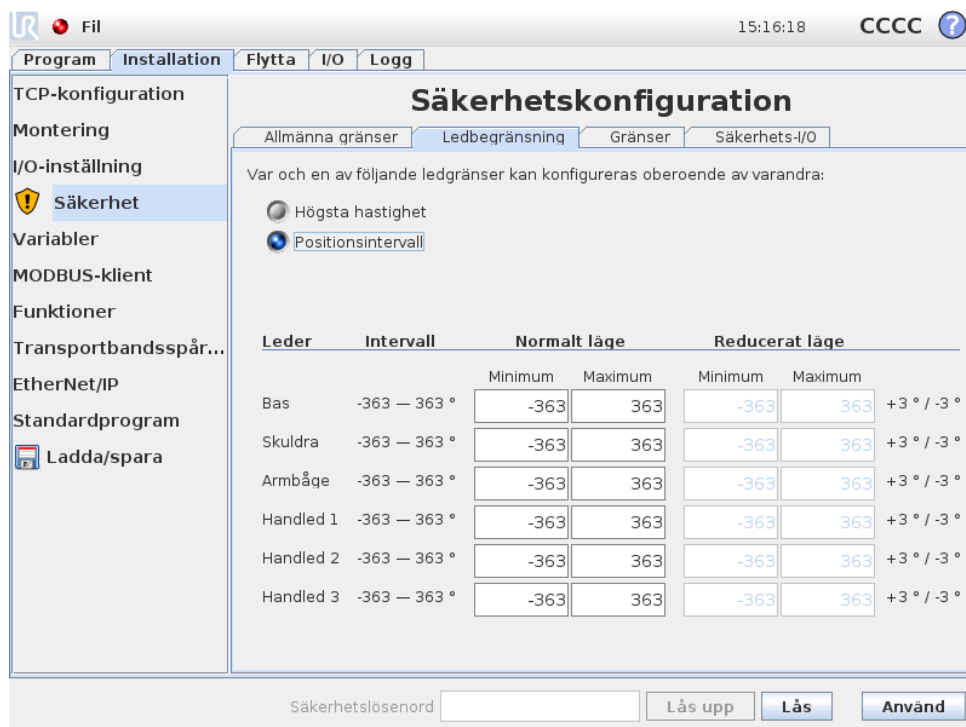 UR Fil 15:16:18 CCCC ?
Program Installation Flytta I/O Logg
TCP-konfiguration
Montering
I/O-inställning
Säkerhet
Variabler
MODBUS-klient
Funktioner
Transportbandsspår...
EtherNet/IP
Standardprogram
Ladda/spara
Säkerhetskonfiguration
Allmänna gränser Ledbegränsning Gränser Säkerhets-I/O
Var och en av följande ledgränser kan konfigureras oberoende av varandra:
Högsta hastighet
Positionsintervall
Leder Intervall Normalt läge Reducerat läge
Minimum Maximum Minimum Maximum
Bas -363 — 363 ° -363 363 -363 363 +3 ° / -3 °
Skuldra -363 — 363 ° -363 363 -363 363 +3 ° / -3 °
Armbåge -363 — 363 ° -363 363 -363 363 +3 ° / -3 °
Handled 1 -363 — 363 ° -363 363 -363 363 +3 ° / -3 °
Handled 2 -363 — 363 ° -363 363 -363 363 +3 ° / -3 °
Handled 3 -363 — 363 ° -363 363 -363 363 +3 ° / -3 °
Säkerhetslösenord Lås upp Lås Använd